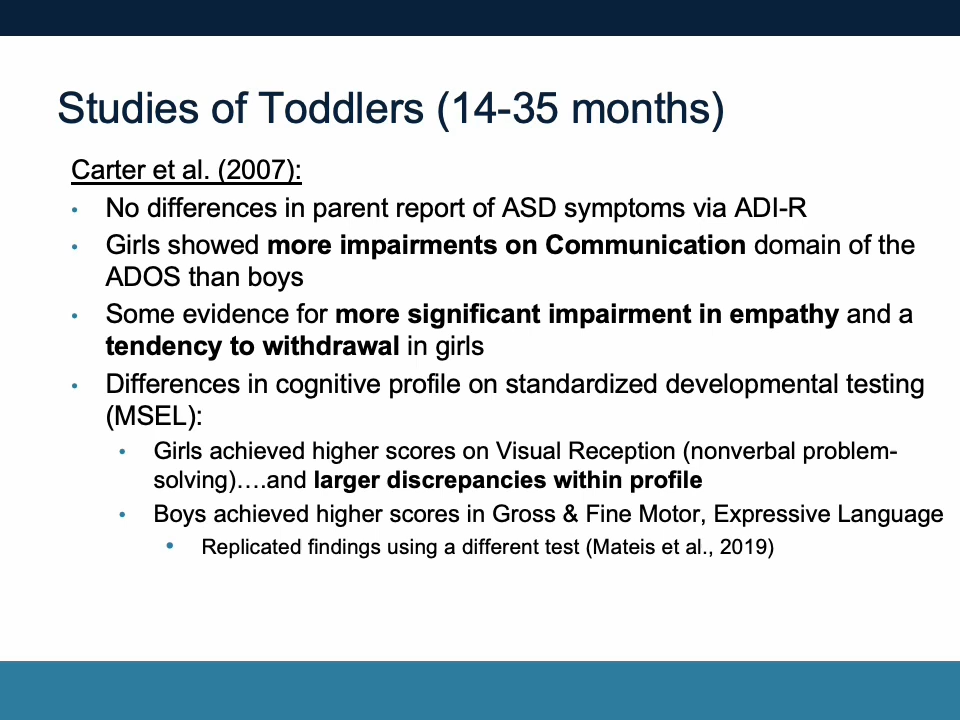 Studies of Toddlers (14-35 months)
Carter et al. (2007):
• No differences in parent report of ASD symptoms via ADI-R
• Girls showed more impairments on Communication domain of the
ADOS than boys
• Some evidence for more significant impairment in empathy and a
tendency to withdrawal in girls
• Differences in cognitive profile on standardized developmental testing
(MSEL):
• Girls achieved higher scores on Visual Reception (nonverbal problem-
solving)….and larger discrepancies within profile
• Boys achieved higher scores in Gross & Fine Motor, Expressive Language
• Replicated findings using a different test (Mateis et al., 2019)